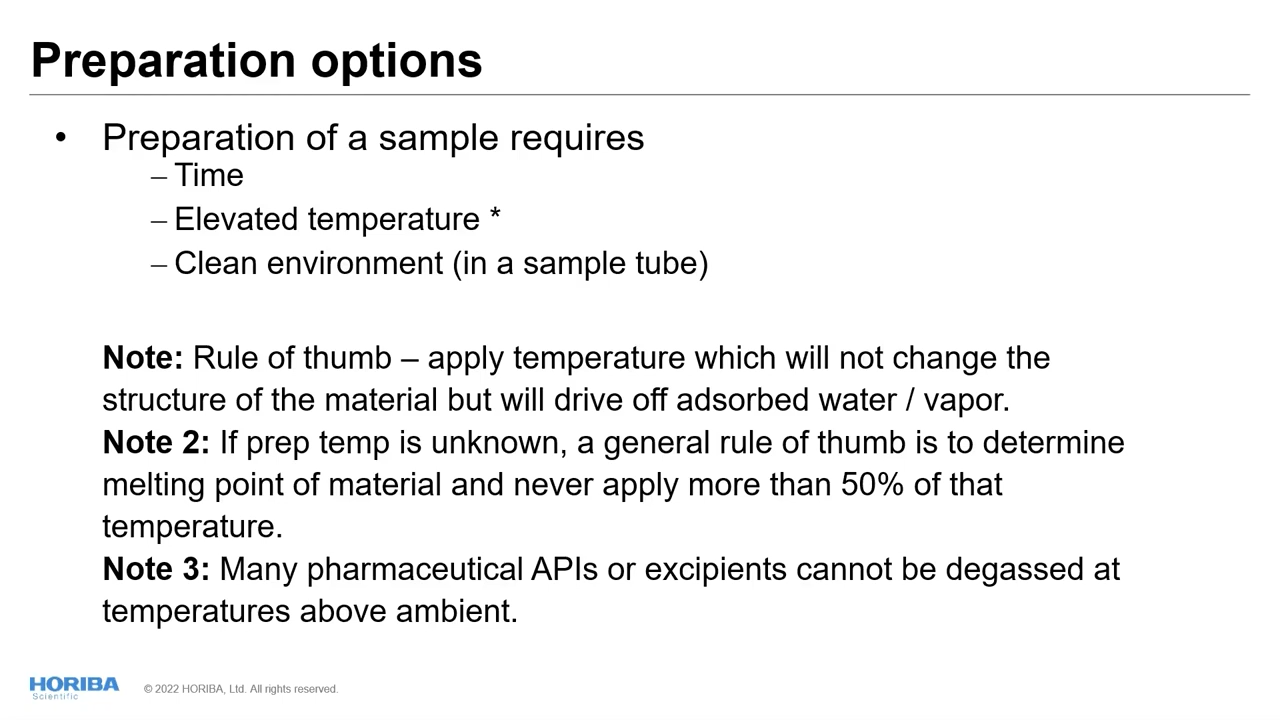 Preparation options
• Preparation of a sample requires
– Time
– Elevated temperature *
– Clean environment (in a sample tube)
Note: Rule of thumb – apply temperature which will not change the
structure of the material but will drive off adsorbed water / vapor.
Note 2: If prep temp is unknown, a general rule of thumb is to determine
melting point of material and never apply more than 50% of that
temperature.
Note 3: Many pharmaceutical APIs or excipients cannot be degassed at
temperatures above ambient.
HORIBA
Scientific
© 2022 HORIBA, Ltd. All rights reserved.